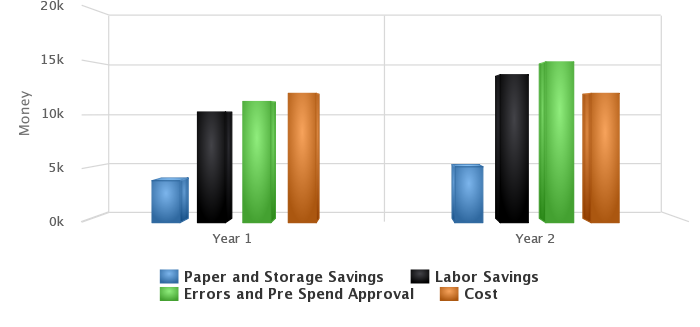 20k
15k
10k
5k
0k
Money
Year 1 Year 2
Paper and Storage Savings Labor Savings
Errors and Pre Spend Approval Cost